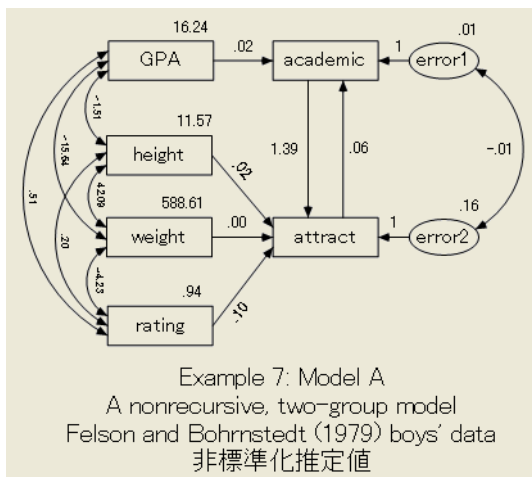 16.24
GPA
.02
academic
1
.01
error1
-1.51
11.57
height
.02
1.39
.06
-.01
-15.64
.51
42.09
588.61
weight
.00
attract
1
.16
error2
.20
-4.23
.94
rating
.10
Example 7: Model A
A nonrecursive, two-group model
Felson and Bohrnstedt (1979) boys' data
非標準化推定値